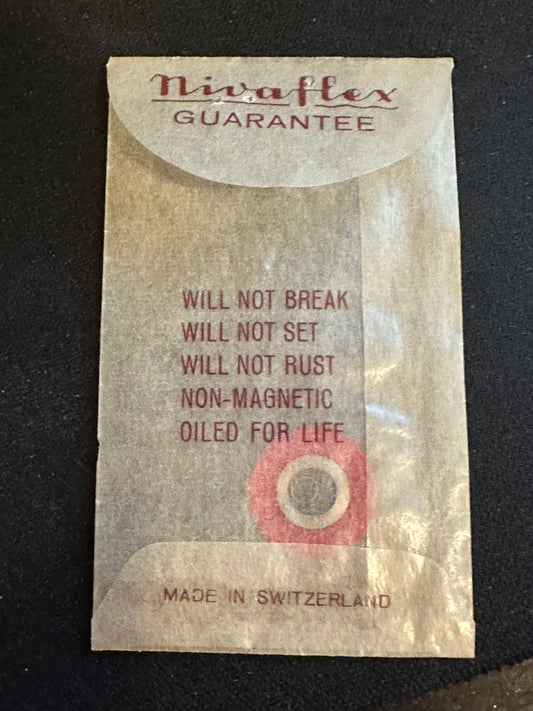 Nivaflex
GUARANTEE
WILL NOT BREAK
WILL NOT SET
WILL NOT RUST
NON-MAGNETIC
OILED FOR LIFE
MADE IN SWITZERLAND